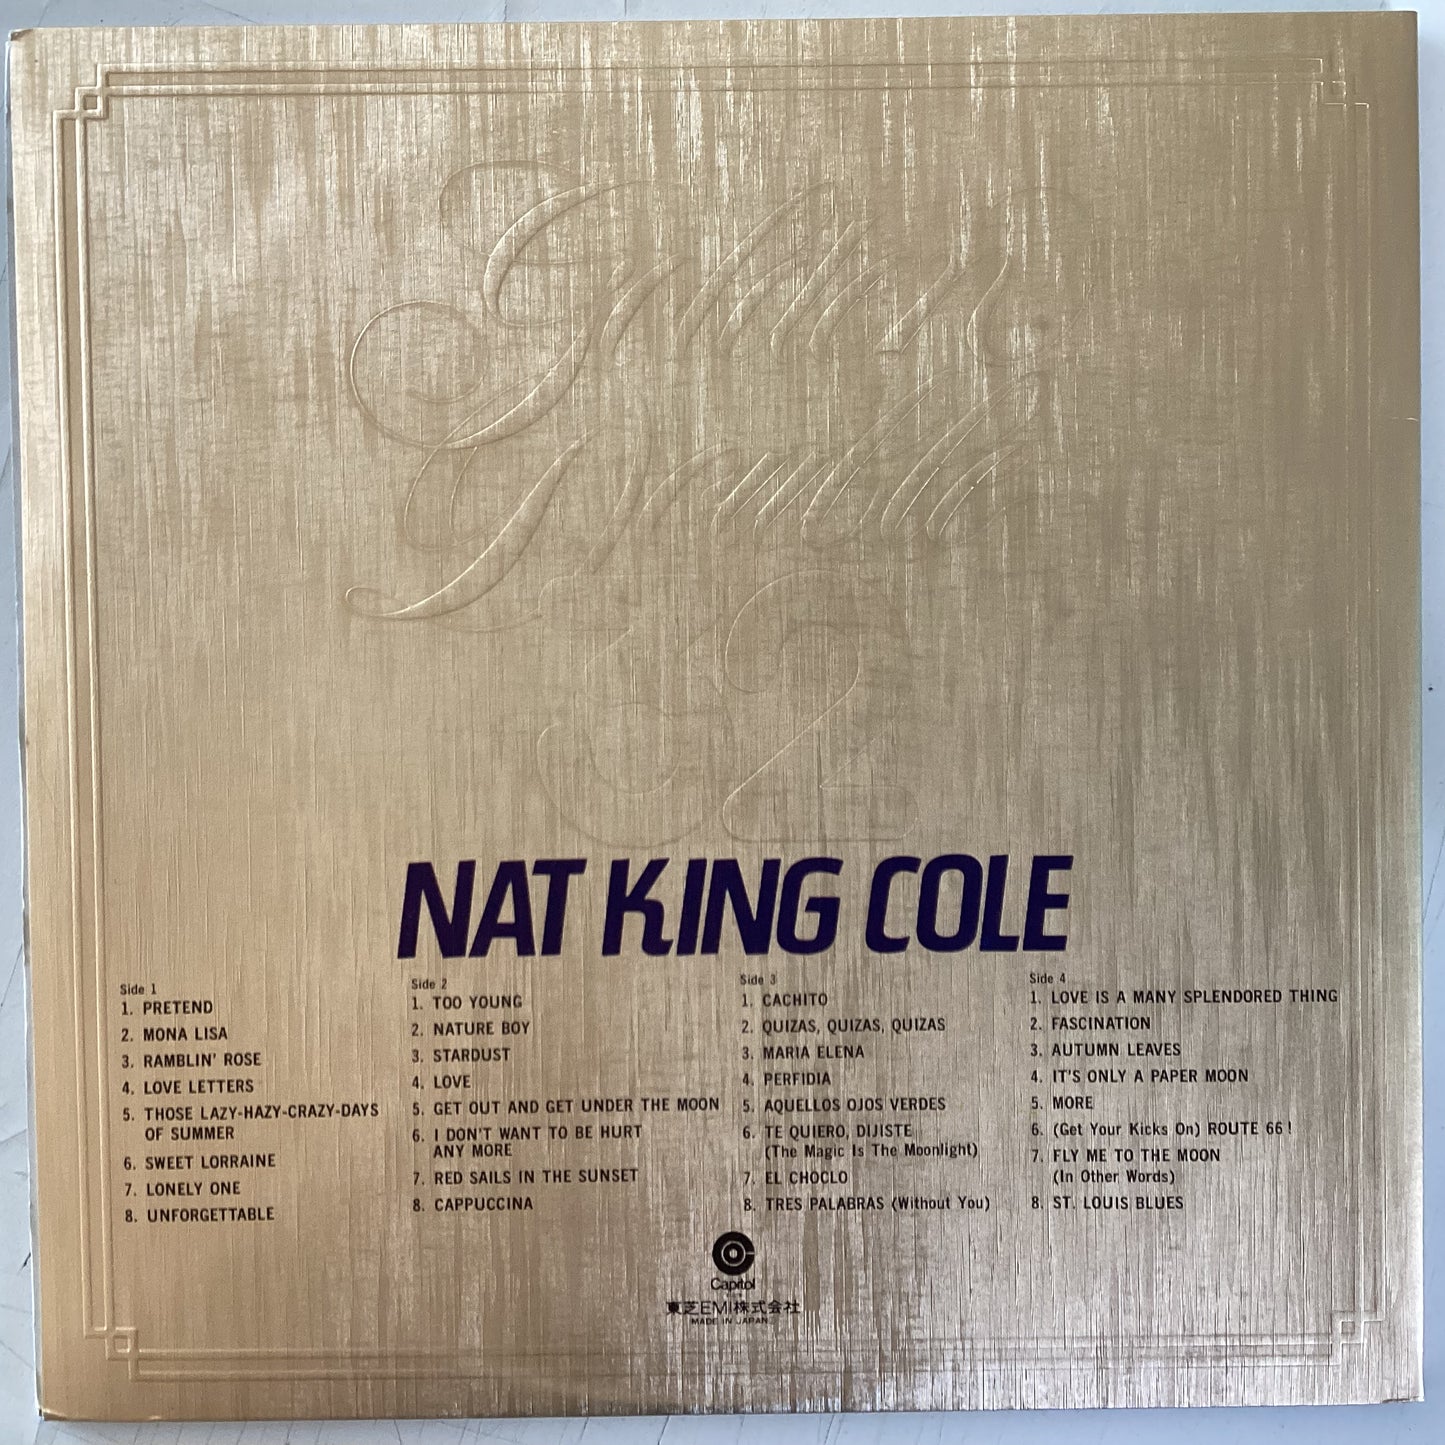 Golden
Double
32
NAT KING COLE
Side 1
1. PRETEND
2. MONA LISA
3. RAMBLIN' ROSE
4. LOVE LETTERS
5. THOSE LAZY-HAZY-CRAZY-DAYS
OF SUMMER
6. SWEET LORRAINE
7. LONELY ONE
8. UNFORGETTABLE
Side 2
1. TOO YOUNG
2. NATURE BOY
3. STARDUST
4. LOVE
5. GET OUT AND GET UNDER THE MOON
6. I DON'T WANT TO BE HURT
ANY MORE
7. RED SAILS IN THE SUNSET
8. CAPPUCCINA
Side 3
1. CACHITO
2. QUIZAS, QUIZAS, QUIZAS
3. MARIA ELENA
4. PERFIDIA
5. AQUELLOS OJOS VERDES
6. TE QUIERO, DIJISTE
(The Magic Is The Moonlight)
7. EL CHOCLO
8. TRES PALABRAS (Without You)
Side 4
1. LOVE IS A MANY SPLENDORED THING
2. FASCINATION
3. AUTUMN LEAVES
4. IT'S ONLY A PAPER MOON
5. MORE
6. (Get Your Kicks On) ROUTE 66!
7. FLY ME TO THE MOON
(In Other Words)
8. ST. LOUIS BLUES
Capitol
東芝EMI株式会社
MADE IN JAPAN